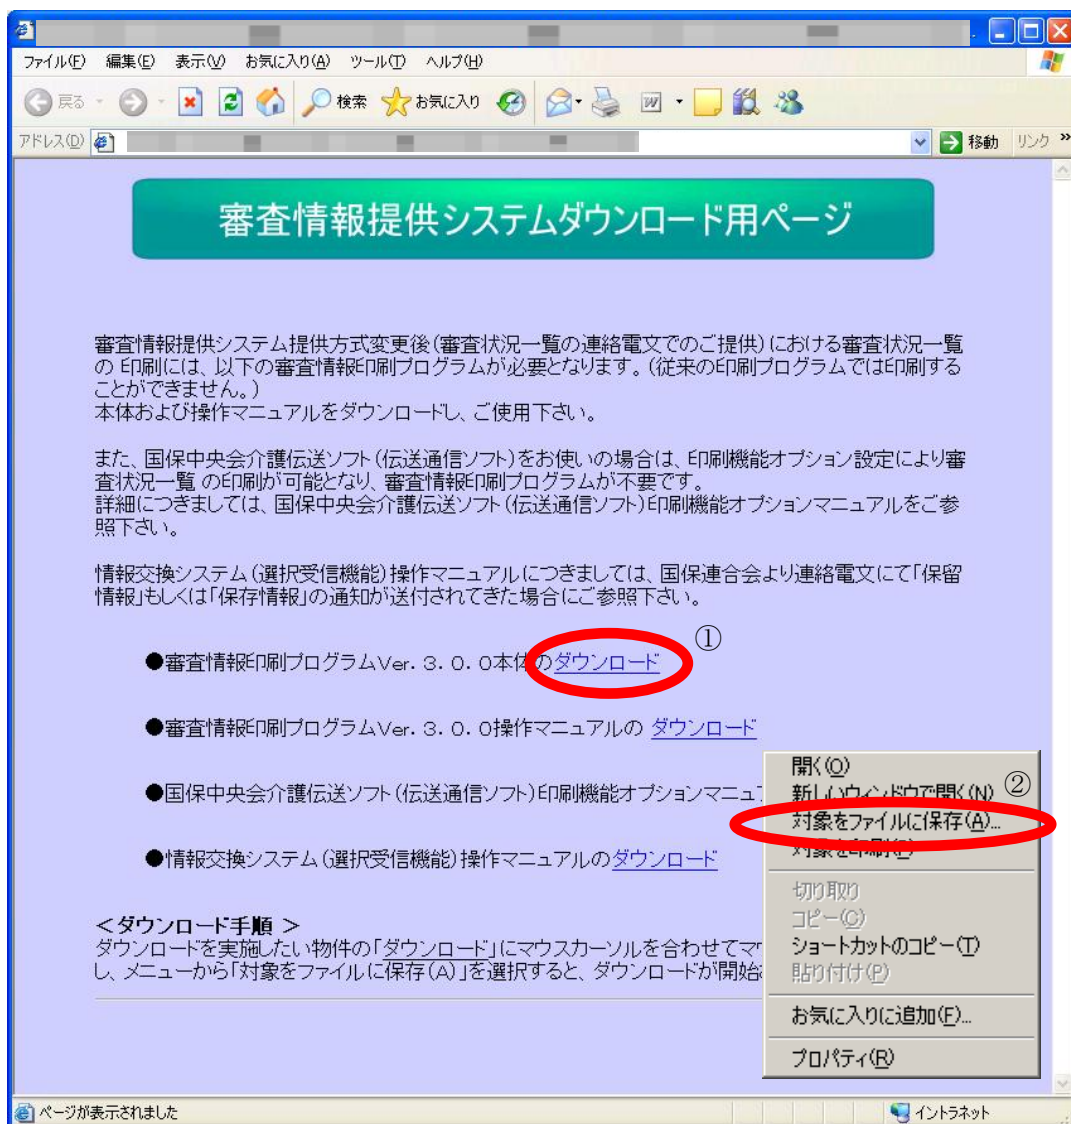 ファイル(F) 編集(E) 表示(V) お気に入り(A) ツール(T) ヘルプ(H)
戻る 検索 お気に入り
アドレス(D) 移動 リンク »
審査情報提供システムダウンロード用ページ
審査情報提供システム提供方式変更後(審査状況一覧の連絡電文でのご提供)における審査状況一覧
の 印刷には、以下の審査情報印刷プログラムが必要となります。(従来の印刷プログラムでは印刷する
ことができません。)
本体および操作マニュアルをダウンロードし、ご使用下さい。
また、国保中央会介護伝送ソフト(伝送通信ソフト)をお使いの場合は、印刷機能オプション設定により審
査状況一覧 の印刷が可能となり、審査情報印刷プログラムが不要です。
詳細につきましては、国保中央会介護伝送ソフト(伝送通信ソフト)印刷機能オプションマニュアルをご参
照下さい。
情報交換システム(選択受信機能)操作マニュアルにつきましては、国保連合会より連絡電文にて「保留
情報」もしくは「保存情報」の通知が送付されてきた場合にご参照下さい。
①
●審査情報印刷プログラムVer.3.0.0本体のダウンロード
●審査情報印刷プログラムVer.3.0.0操作マニュアルの ダウンロード
●国保中央会介護伝送ソフト(伝送通信ソフト)印刷機能オプションマニュ
●情報交換システム(選択受信機能)操作マニュアルのダウンロード
<ダウンロード手順 >
ダウンロードを実施したい物件の「ダウンロード」にマウスカーソルを合わせてマ
し、メニューから「対象をファイルに保存(A)」を選択すると、ダウンロードが開始
開く(O)
新しいウィンドウで開く(N) ②
対象をファイルに保存(A)...
対象を印刷(P)
切り取り
コピー(C)
ショートカットのコピー(T)
貼り付け(P)
お気に入りに追加(F)...
プロパティ(R)
ページが表示されました イントラネット